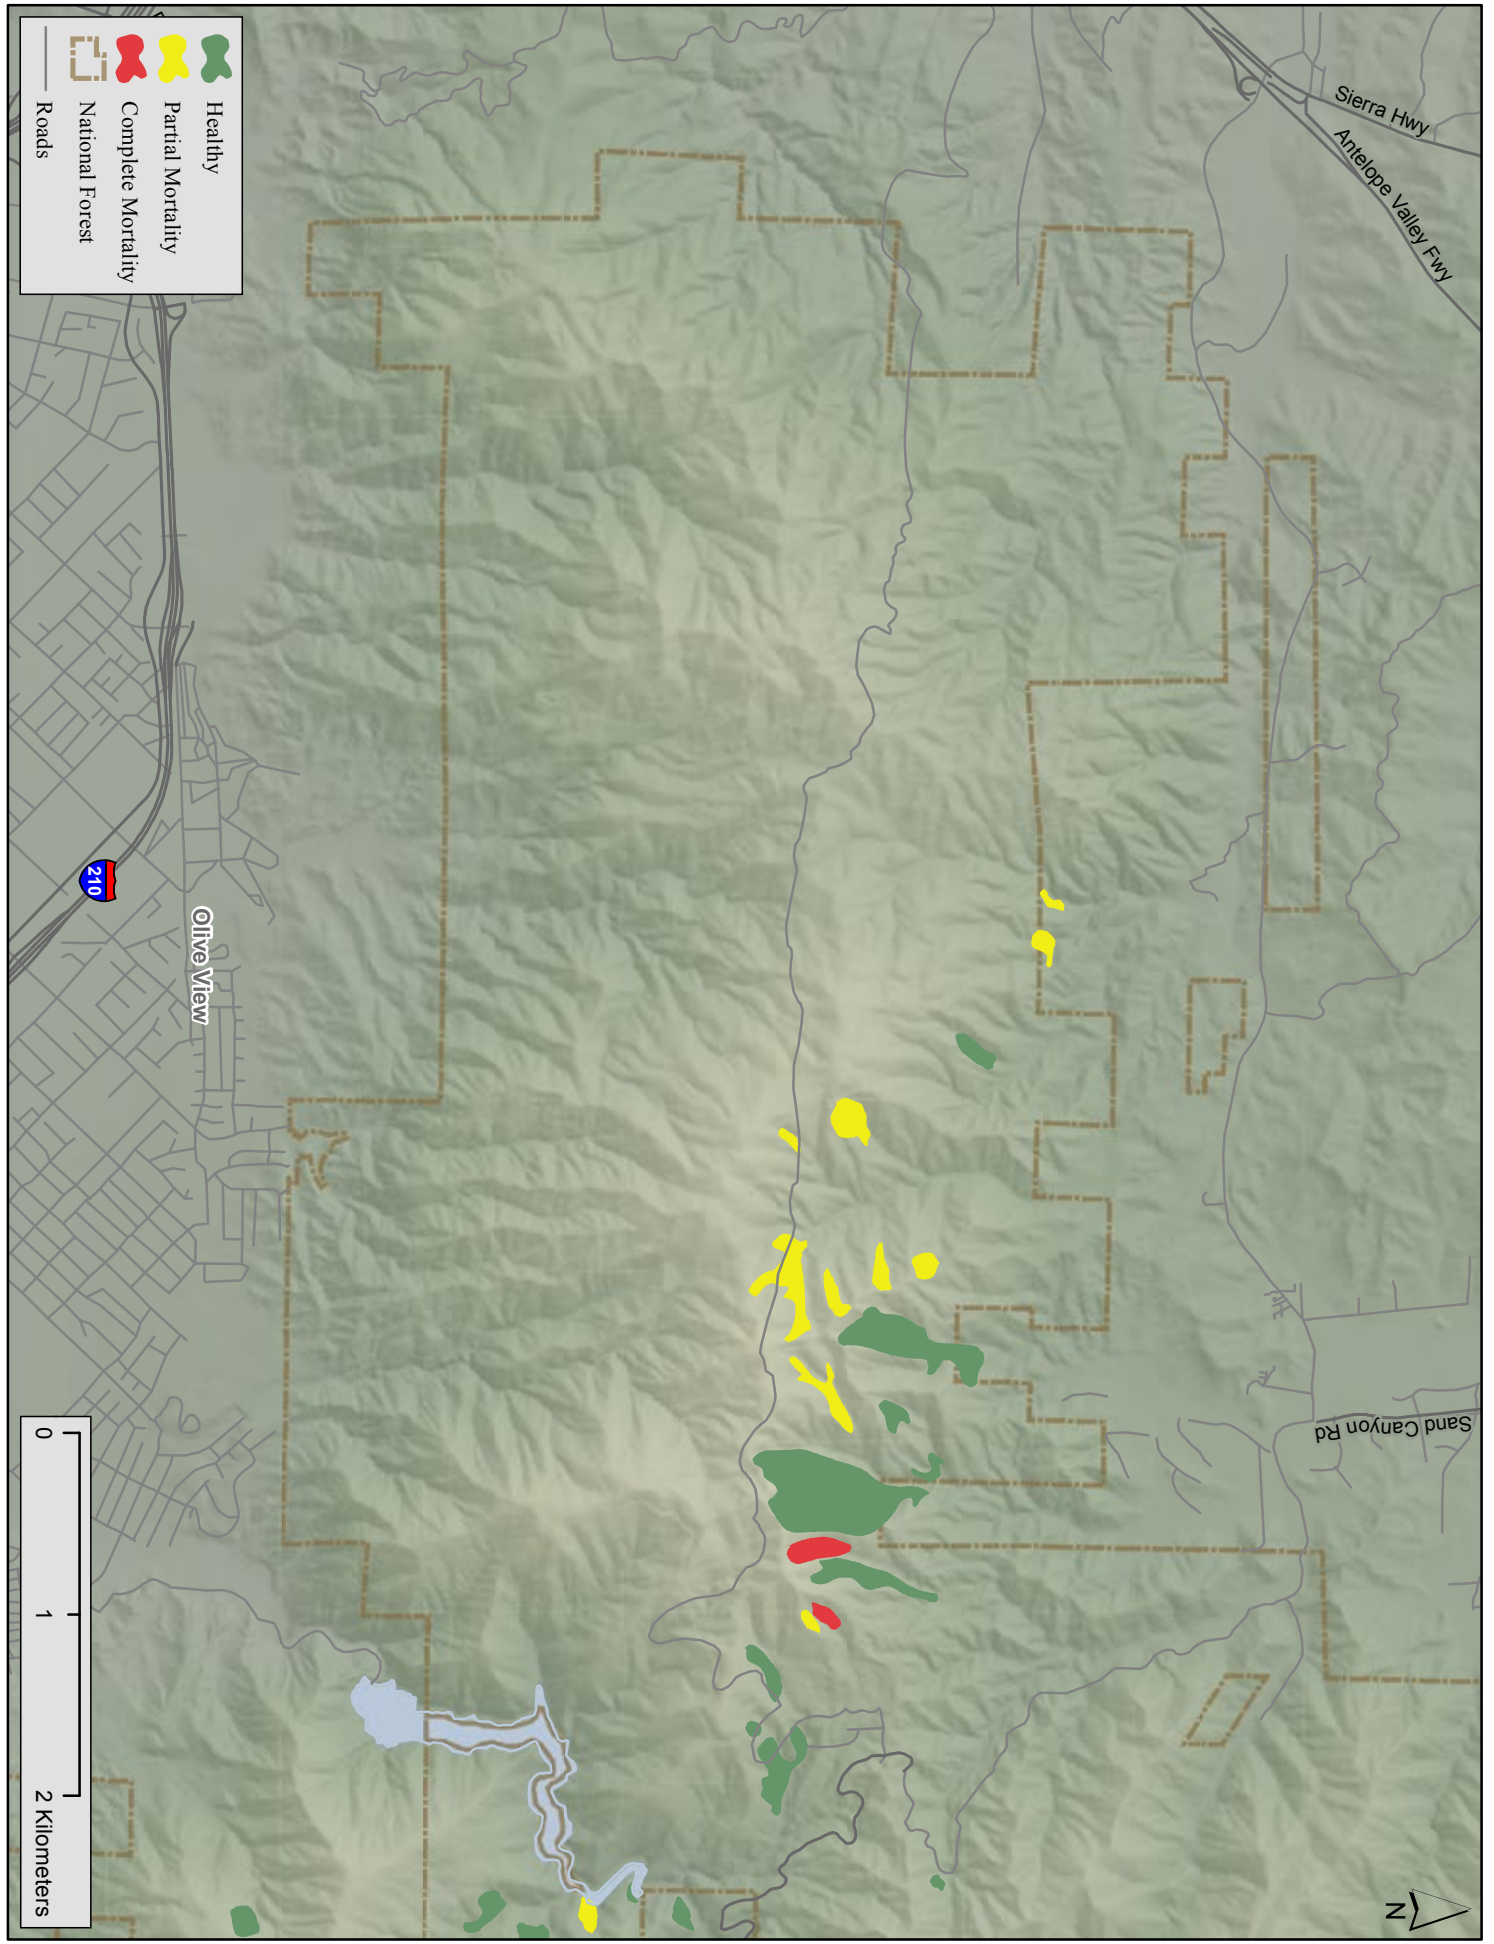 Sierra Hwy
Antelope Valley Fwy
Sand Canyon Rd
Olive View
210
Healthy
Partial Mortality
Complete Mortality
National Forest
Roads
0 1 2 Kilometers
N